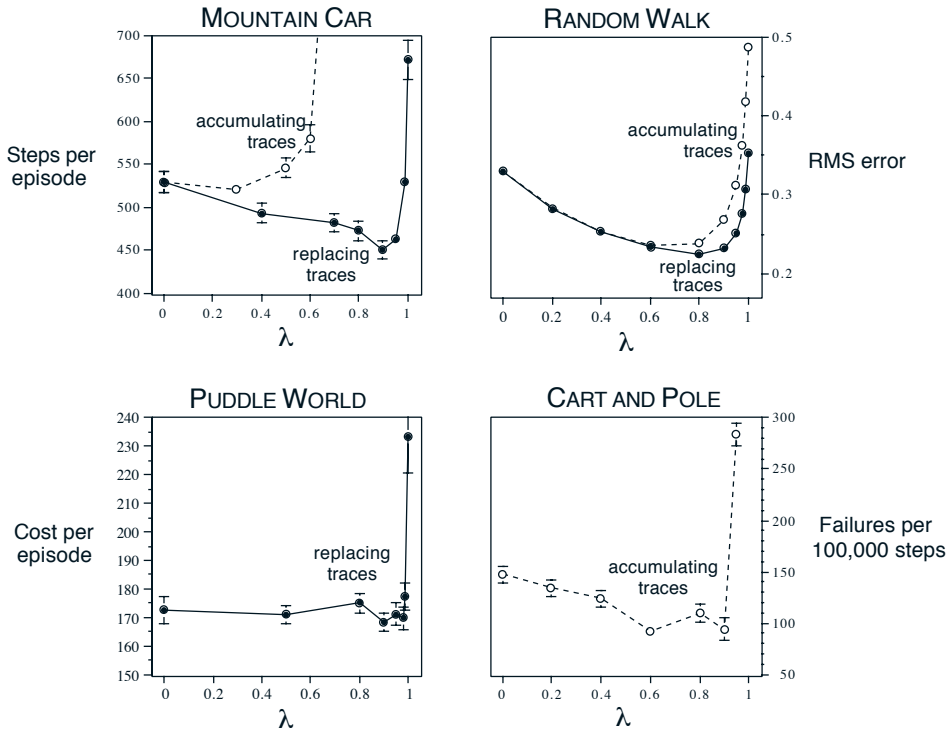 MOUNTAIN CAR
700
650
600
550
500
450
400
Steps per
episode
accumulating
traces
replacing
traces
0 0.2 0.4 0.6 0.8 1
λ
RANDOM WALK
0.5
0.4
0.3
0.2
RMS error
accumulating
traces
replacing
traces
0 0.2 0.4 0.6 0.8 1
λ
PUDDLE WORLD
240
230
220
210
200
190
180
170
160
150
Cost per
episode
replacing
traces
0 0.2 0.4 0.6 0.8 1
λ
CART AND POLE
300
250
200
150
100
50
Failures per
100,000 steps
accumulating
traces
0 0.2 0.4 0.6 0.8 1
λ